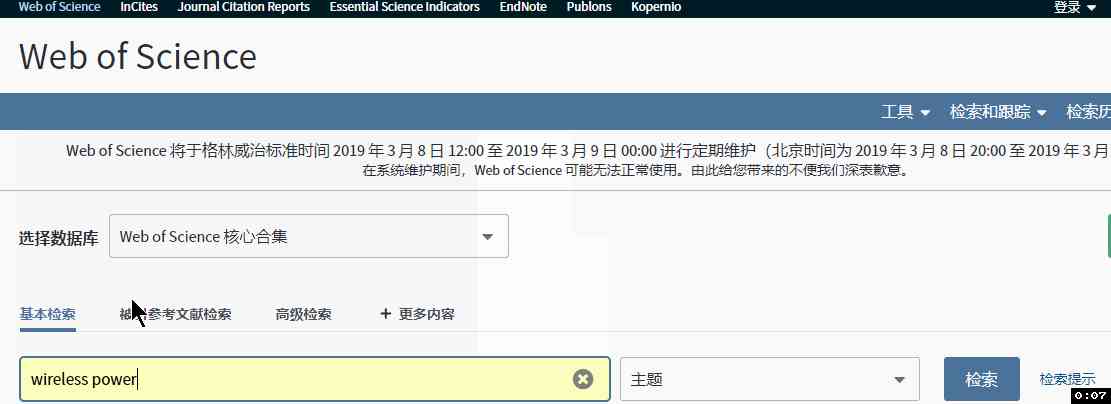 Web of Science InCites Journal Citation Reports Essential Science Indicators EndNote Publons Kopernio 登录
Web of Science
工具 检索和跟踪 检索历
Web of Science 将于格林威治标准时间 2019 年 3 月 8 日 12:00 至 2019 年 3 月 9 日 00:00 进行定期维护（北京时间为 2019 年 3 月 8 日 20:00 至 2019 年 3 月
在系统维护期间，Web of Science 可能无法正常使用。由此给您带来的不便我们深表歉意。
选择数据库 Web of Science 核心合集
基本检索 被引参考文献检索 高级检索 + 更多内容
wireless power 主题 检索 检索提示
0:07